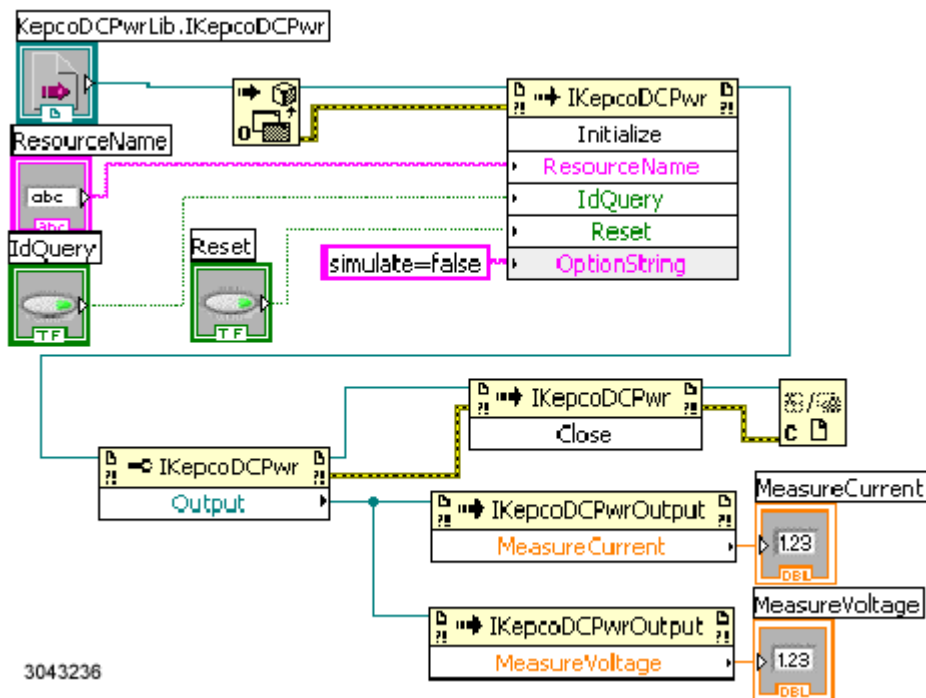 KepcoDCPwrLib.IKepcoDCPwr
IKepcoDCPwr
Initialize
ResourceName
ResourceName
abc
abc
IdQuery
IdQuery
Reset
Reset
simulate=false
OptionString
TF
TF
IKepcoDCPwr
Close
C
IKepcoDCPwr
Output
IKepcoDCPwrOutput
MeasureCurrent
MeasureCurrent
1.23
DBL
IKepcoDCPwrOutput
MeasureVoltage
MeasureVoltage
1.23
DBL
3043236